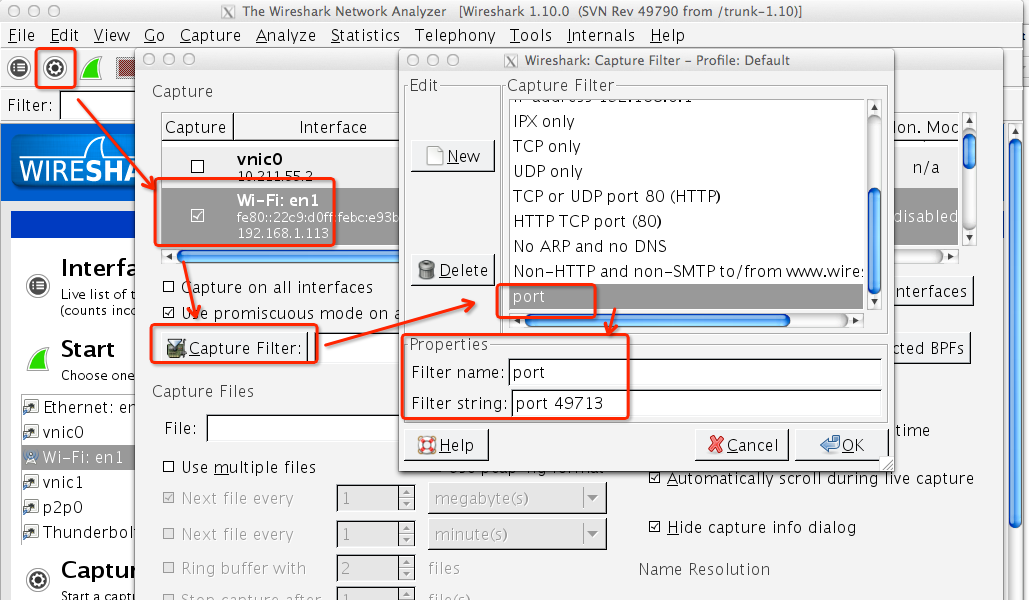 The Wireshark Network Analyzer [Wireshark 1.10.0 (SVN Rev 49790 from /trunk-1.10)]
File Edit View Go Capture Analyze Statistics Telephony Tools Internals Help
Wireshark: Capture Filter – Profile: Default
Filter:
Capture
Capture Interface
vnic0
10.211.55.2
n/a
Wi-Fi: en1
fe80::22c9:d0ff:febc:e93b
192.168.1.113
disabled
Capture on all interfaces
Use promiscuous mode on a
Capture Filter:
Capture Files
File:
Use multiple files
Next file every 1 megabyte(s)
Next file every 1 minute(s)
Ring buffer with 2 files
Stop capture after 1 file(s)
Edit
New
Delete
Capture Filter
IPX only
TCP only
UDP only
TCP or UDP port 80 (HTTP)
HTTP TCP port (80)
No ARP and no DNS
Non-HTTP and non-SMTP to/from www.wire
port
Properties
Filter name: port
Filter string: port 49713
Help Cancel OK
time
Automatically scroll during live capture
Hide capture info dialog
Name Resolution
WIRESHA
Interfa
Live list of t
(counts inco
Start
Choose one
Ethernet: en
vnic0
Wi-Fi: en1
vnic1
p2p0
Thunderbol
Captur
Start a captu